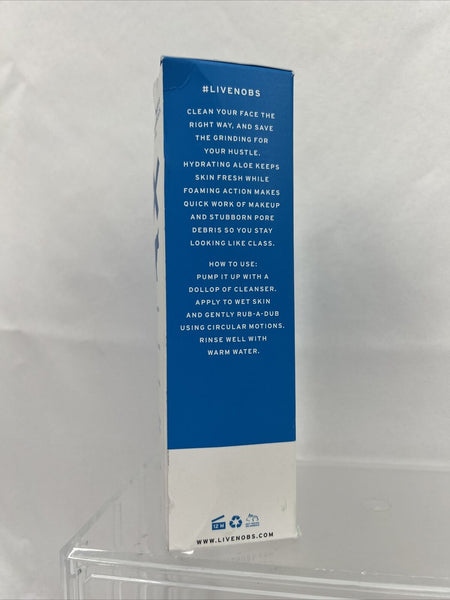 #LIVENOBS
CLEAN YOUR FACE THE
RIGHT WAY, AND SAVE
THE GRINDING FOR
YOUR HUSTLE.
HYDRATING ALOE KEEPS
SKIN FRESH WHILE
FOAMING ACTION MAKES
QUICK WORK OF MAKEUP
AND STUBBORN PORE
DEBRIS SO YOU STAY
LOOKING LIKE CLASS.
HOW TO USE:
PUMP IT UP WITH A
DOLLOP OF CLEANSER.
APPLY TO WET SKIN
AND GENTLY RUB-A-DUB
USING CIRCULAR MOTIONS.
RINSE WELL WITH
WARM WATER.
12 M
WWW.LIVENOBS.COM